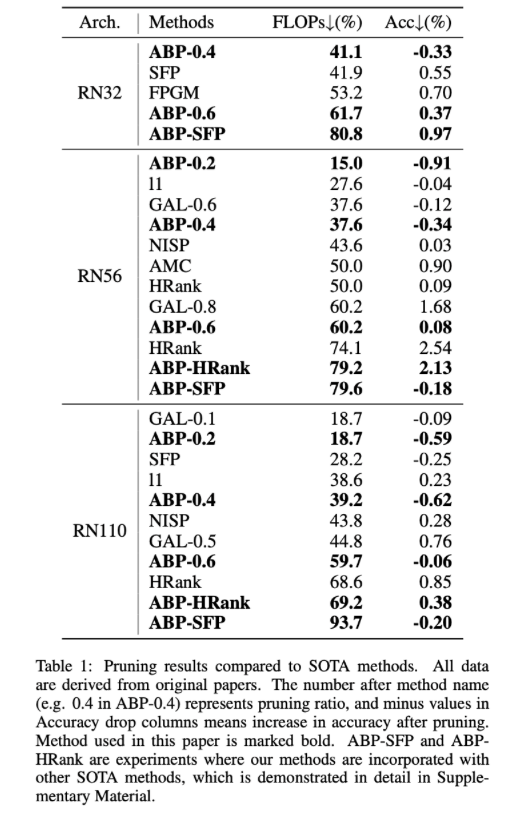 Arch. Methods FLOPs↓(%) Acc↓(%)
ABP-0.4 41.1 -0.33
SFP 41.9 0.55
RN32 FPGM 53.2 0.70
ABP-0.6 61.7 0.37
ABP-SFP 80.8 0.97
ABP-0.2 15.0 -0.91
l1 27.6 -0.04
GAL-0.6 37.6 -0.12
ABP-0.4 37.6 -0.34
NISP 43.6 0.03
RN56 AMC 50.0 0.90
HRank 50.0 0.09
GAL-0.8 60.2 1.68
ABP-0.6 60.2 0.08
HRank 74.1 2.54
ABP-HRank 79.2 2.13
ABP-SFP 79.6 -0.18
GAL-0.1 18.7 -0.09
ABP-0.2 18.7 -0.59
SFP 28.2 -0.25
l1 38.6 0.23
ABP-0.4 39.2 -0.62
RN110 NISP 43.8 0.28
GAL-0.5 44.8 0.76
ABP-0.6 59.7 -0.06
HRank 68.6 0.85
ABP-HRank 69.2 0.38
ABP-SFP 93.7 -0.20
Table 1: Pruning results compared to SOTA methods. All data
are derived from original papers. The number after method name
(e.g. 0.4 in ABP-0.4) represents pruning ratio, and minus values in
Accuracy drop columns means increase in accuracy after pruning.
Method used in this paper is marked bold. ABP-SFP and ABP-
HRank are experiments where our methods are incorporated with
other SOTA methods, which is demonstrated in detail in Supple-
mentary Material.